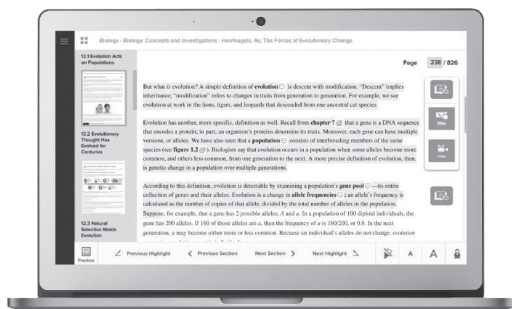 Biology - Biology: Concepts and Investigations - Hoefnagels, 4e, The Forces of Evolutionary Change
Page 238 / 826
12.1 Evolution Acts
on Populations
12.2 Evolutionary
Thought Has
Evolved for
Centuries
12.3 Natural
Selection Molds
Evolution
But what is evolution? A simple definition of evolution is descent with modification. "Descent" implies
inheritance; "modification" refers to changes in traits from generation to generation. For example, we see
evolution at work in the lions, tigers, and leopards that descended from one ancestral cat species.
Evolution has another, more specific, definition as well. Recall from chapter 7 that a gene is a DNA sequence
that encodes a protein; in part, an organism's proteins determine its traits. Moreover, each gene can have multiple
versions, or alleles. We have also seen that a population consists of interbreeding members of the same
species (see figure 1.2). Biologists say that evolution occurs in a population when some alleles become more
common, and others less common, from one generation to the next. A more precise definition of evolution, then,
is genetic change in a population over multiple generations.
According to this definition, evolution is detectable by examining a population's gene pool—its entire
collection of genes and their alleles. Evolution is a change in allele frequencies; an allele's frequency is
calculated as the number of copies of that allele, divided by the total number of alleles in the population.
Suppose, for example, that a gene has 2 possible alleles, A and a. In a population of 100 diploid individuals, the
gene has 200 alleles. If 160 of those alleles are a, then the frequency of a is 160/200, or 0.8. In the next
generation, a may become either more or less common. Because an individual's alleles do not change, evolution
Practice
Previous Highlight
Previous Section
Next Section
Next Highlight
A
A